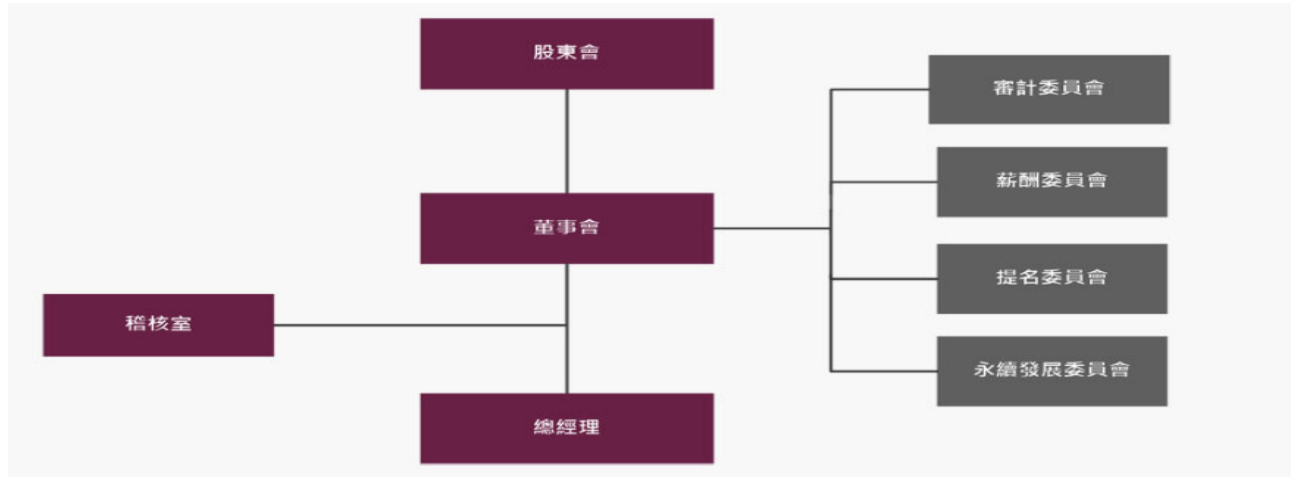 股東會
審計委員會
薪酬委員會
董事會
提名委員會
稽核室
永續發展委員會
總經理